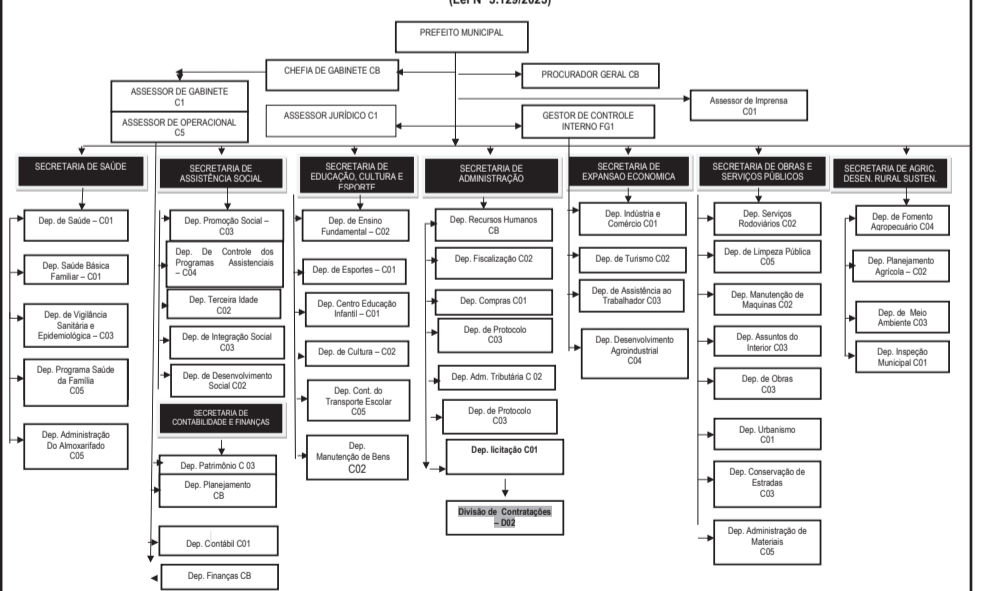 (Lei Nº 3.129/2023)
PREFEITO MUNICIPAL
CHEFIA DE GABINETE CB
PROCURADOR GERAL CB
ASSESSOR DE GABINETE
C1
ASSESSOR DE OPERACIONAL
C5
ASSESSOR JURÍDICO C1
GESTOR DE CONTROLE
INTERNO FG1
Assessor de Imprensa
C01
SECRETARIA DE SAÚDE
Dep. de Saúde – C01
Dep. Saúde Básica
Familiar – C01
Dep. de Vigilância
Sanitária e
Epidemiológica – C03
Dep. Programa Saúde
da Família
C05
Dep. Administração
Do Almoxarifado
C05
SECRETARIA DE
ASSISTÊNCIA SOCIAL
Dep. Promoção Social –
C03
Dep. De Controle dos
Programas Assistenciais
– C04
Dep. Terceira Idade
C02
Dep. de Integração Social
C03
Dep. de Desenvolvimento
Social C02
SECRETARIA DE
CONTABILIDADE E FINANÇAS
Dep. Patrimônio C 03
Dep. Planejamento
CB
Dep. Contábil C01
Dep. Finanças CB
SECRETARIA DE
EDUCAÇÃO, CULTURA E
ESPORTE
Dep. de Ensino
Fundamental – C02
Dep. de Esportes – C01
Dep. Centro Educação
Infantil – C01
Dep. de Cultura – C02
Dep. Cont. do
Transporte Escolar
C05
Dep.
Manutenção de Bens
C02
SECRETARIA DE
ADMINISTRAÇÃO
Dep. Recursos Humanos
CB
Dep. Fiscalização C02
Dep. Compras C01
Dep. de Protocolo
C03
Dep. Adm. Tributária C 02
Dep. de Protocolo
C03
Dep. licitação C01
Divisão de Contratações
– D02
SECRETARIA DE
EXPANSAO ECONOMICA
Dep. Indústria e
Comércio C01
Dep. de Turismo C02
Dep. de Assistência ao
Trabalhador C03
Dep. Desenvolvimento
Agroindustrial
C04
SECRETARIA DE OBRAS E
SERVIÇOS PÚBLICOS
Dep. Serviços
Rodoviários C02
Dep. de Limpeza Pública
C05
Dep. Manutenção de
Maquinas C02
Dep. Assuntos do
Interior C03
Dep. de Obras
C03
Dep. Urbanismo
C01
Dep. Conservação de
Estradas
C03
Dep. Administração de
Materiais
C05
SECRETARIA DE AGRIC.
DESEN. RURAL SUSTEN.
Dep. de Fomento
Agropecuário C04
Dep. Planejamento
Agrícola – C02
Dep. de Meio
Ambiente C03
Dep. Inspeção
Municipal C01